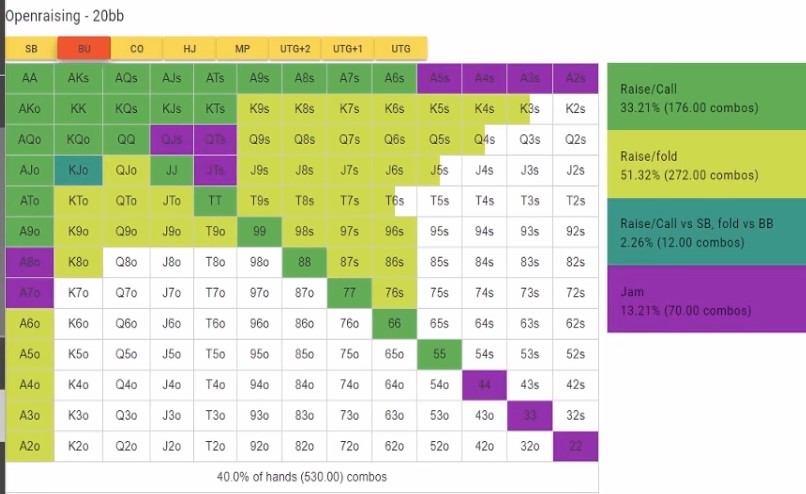 Openraising - 20bb
SB BU CO HJ MP UTG+2 UTG+1 UTG
AA AKs AQs AJs ATs A9s A8s A7s A6s A5s A4s A3s A2s
AKo KK KQs KJs KTs K9s K8s K7s K6s K5s K4s K3s K2s
AQo KQo QQ QJs QTs Q9s Q8s Q7s Q6s Q5s Q4s Q3s Q2s
AJo KJo QJo JJ JTs J9s J8s J7s J6s J5s J4s J3s J2s
ATo KTo QTo JTo TT T9s T8s T7s T6s T5s T4s T3s T2s
A9o K9o Q9o J9o T9o 99 98s 97s 96s 95s 94s 93s 92s
A8o K8o Q8o J8o T8o 98o 88 87s 86s 85s 84s 83s 82s
A7o K7o Q7o J7o T7o 97o 87o 77 76s 75s 74s 73s 72s
A6o K6o Q6o J6o T6o 96o 86o 76o 66 65s 64s 63s 62s
A5o K5o Q5o J5o T5o 95o 85o 75o 65o 55 54s 53s 52s
A4o K4o Q4o J4o T4o 94o 84o 74o 64o 54o 44 43s 42s
A3o K3o Q3o J3o T3o 93o 83o 73o 63o 53o 43o 33 32s
A2o K2o Q2o J2o T2o 92o 82o 72o 62o 52o 42o 32o 22
40.0% of hands (530.00) combos
Raise/Call
33.21% (176.00 combos)
Raise/fold
51.32% (272.00 combos)
Raise/Call vs SB, fold vs BB
2.26% (12.00 combos)
Jam
13.21% (70.00 combos)